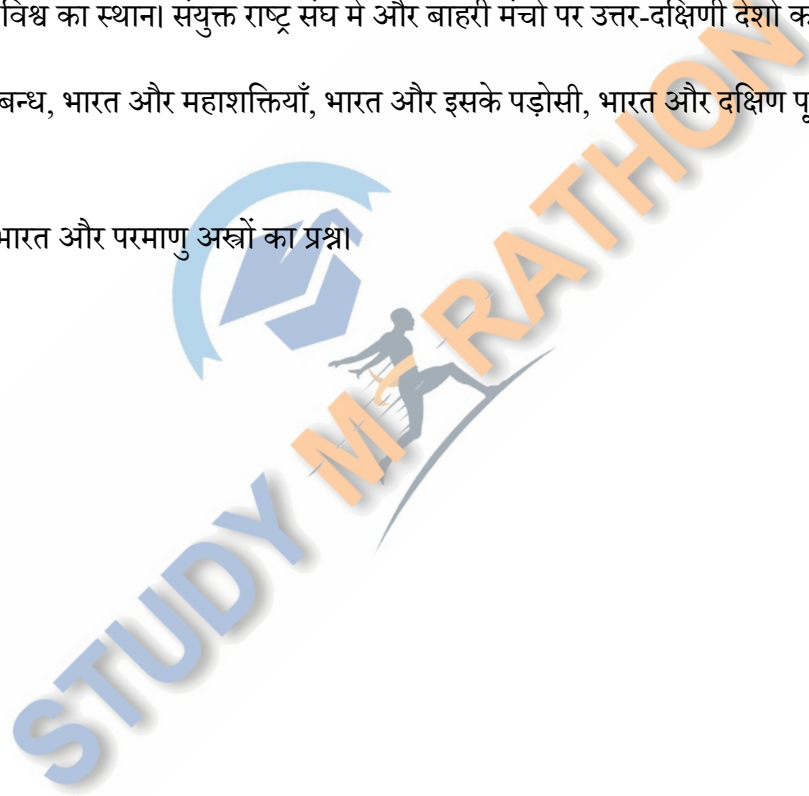 विश्व का स्थान। संयुक्त राष्ट्र संघ में और बाहरी मंचों पर उत्तर-दक्षिणी देशों
बन्ध, भारत और महाशक्तियाँ, भारत और इसके पड़ोसी, भारत और दक्षिण पू
भारत और परमाणु अस्त्रों का प्रश्न।
STUDY MARATHON